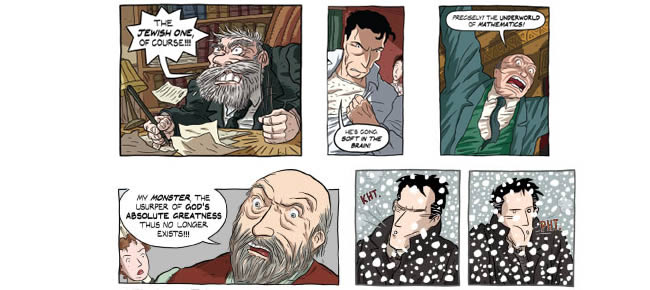 THE
JEWISH ONE,
OF COURSE!!!
HE'S GOING
SOFT IN THE
BRAIN!
PRECISELY! THE UNDERWORLD
OF MATHEMATICS!
MY MONSTER, THE
USURPER OF GOD'S
ABSOLUTE GREATNESS
THUS NO LONGER
EXISTS!!!
KHT.
PHT.